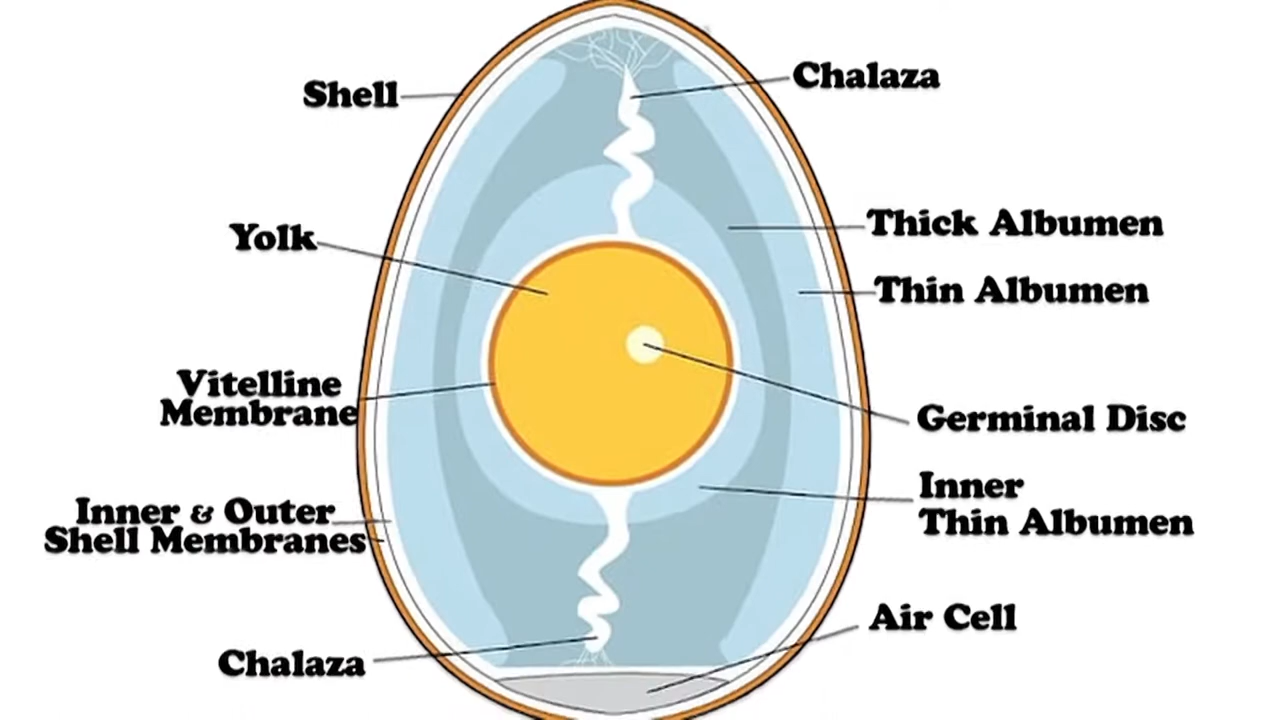 Shell
Chalaza
Yolk
Thick Albumen
Thin Albumen
Vitelline
Membrane
Germinal Disc
Inner & Outer
Shell Membranes
Inner
Thin Albumen
Air Cell
Chalaza